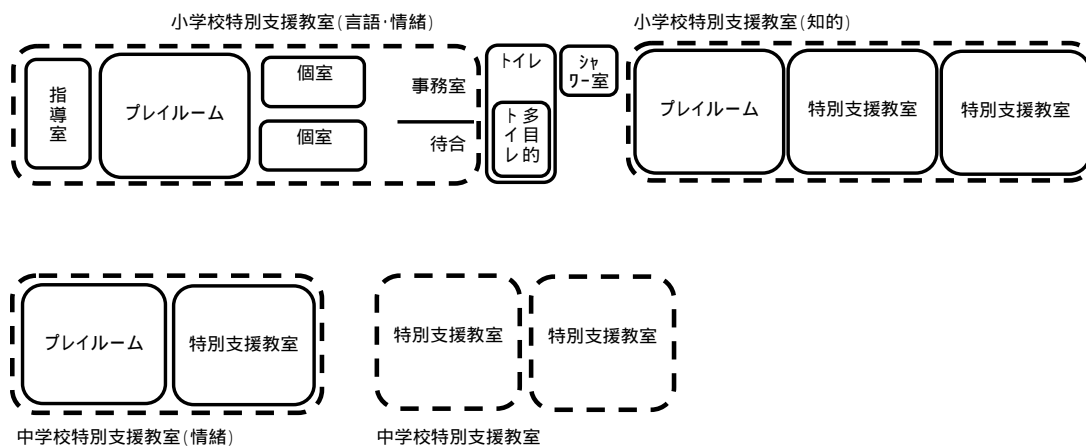 小学校特別支援教室(言語・情緒)
小学校特別支援教室(知的)
指導室
プレイルーム
個室
個室
事務室
待合
トイレ
多目的トイレ
シャワー室
プレイルーム
特別支援教室
特別支援教室
プレイルーム
特別支援教室
特別支援教室
特別支援教室
中学校特別支援教室(情緒)
中学校特別支援教室